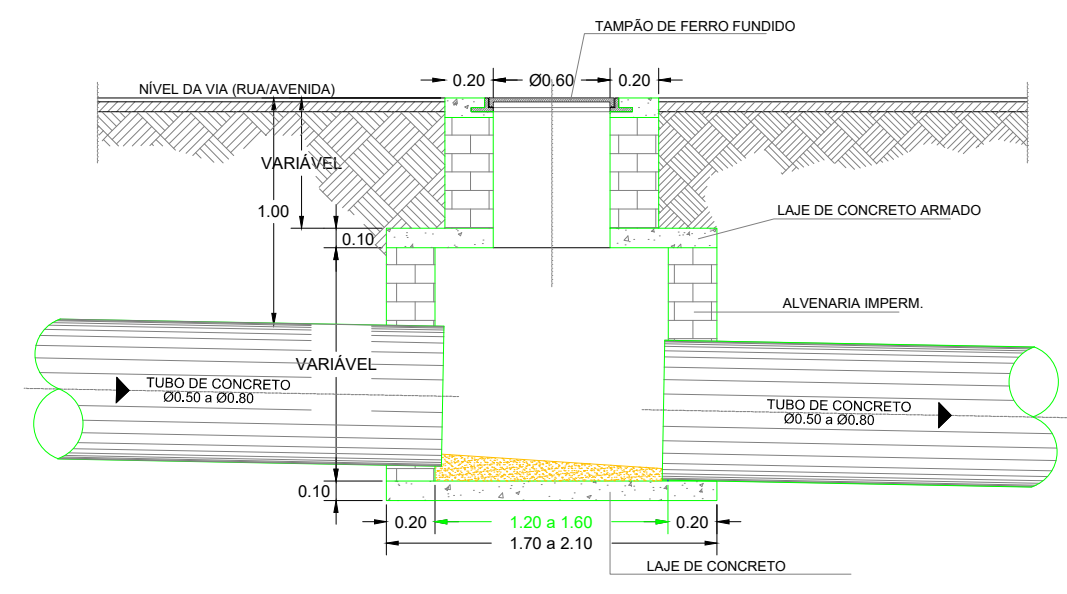 TAMPÃO DE FERRO FUNDIDO
0.20 Ø0.60 0.20
NÍVEL DA VIA (RUA/AVENIDA)
VARIÁVEL
1.00
LAJE DE CONCRETO ARMADO
0.10
ALVENARIA IMPERM.
VARIÁVEL
TUBO DE CONCRETO
Ø0.50 a Ø0.80
TUBO DE CONCRETO
Ø0.50 a Ø0.80
0.10
0.20 1.20 a 1.60 0.20
1.70 a 2.10
LAJE DE CONCRETO